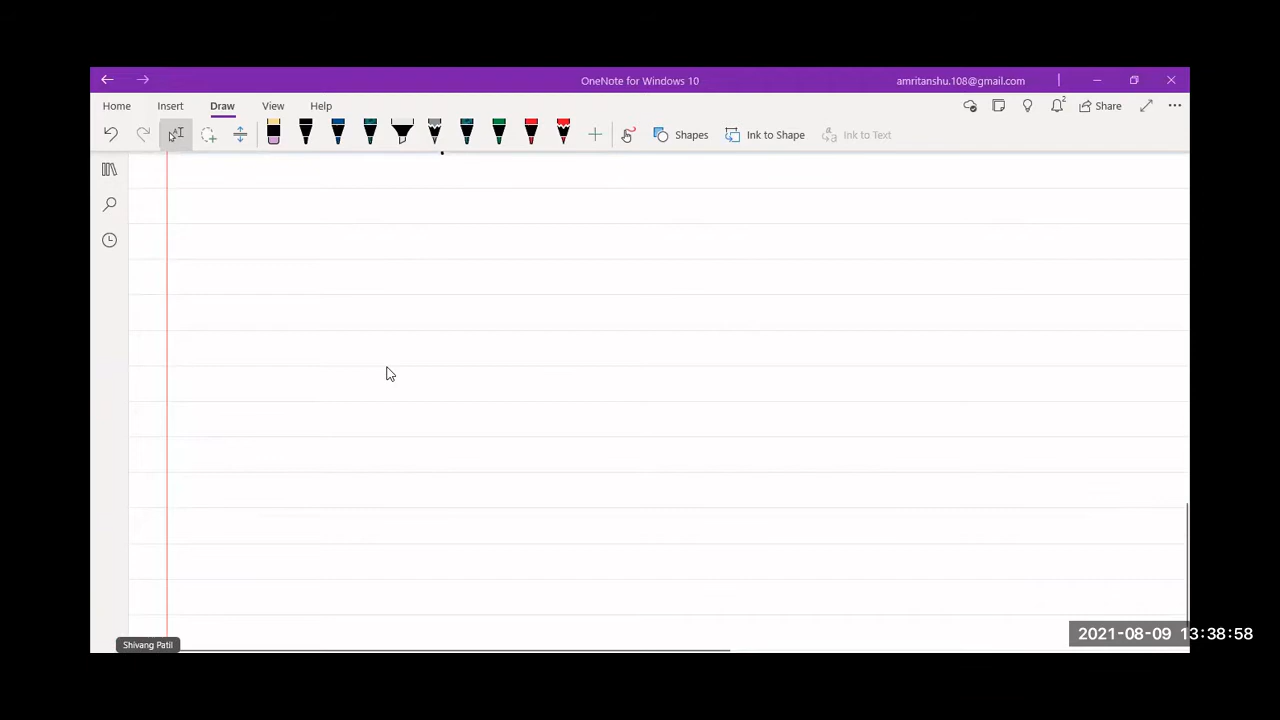 OneNote for Windows 10
amritanshu.108@gmail.com
Home Insert Draw View Help
2
Share
Shapes
Ink to Shape
Ink to Text
Shivang Patil
2021-08-09 13:38:58